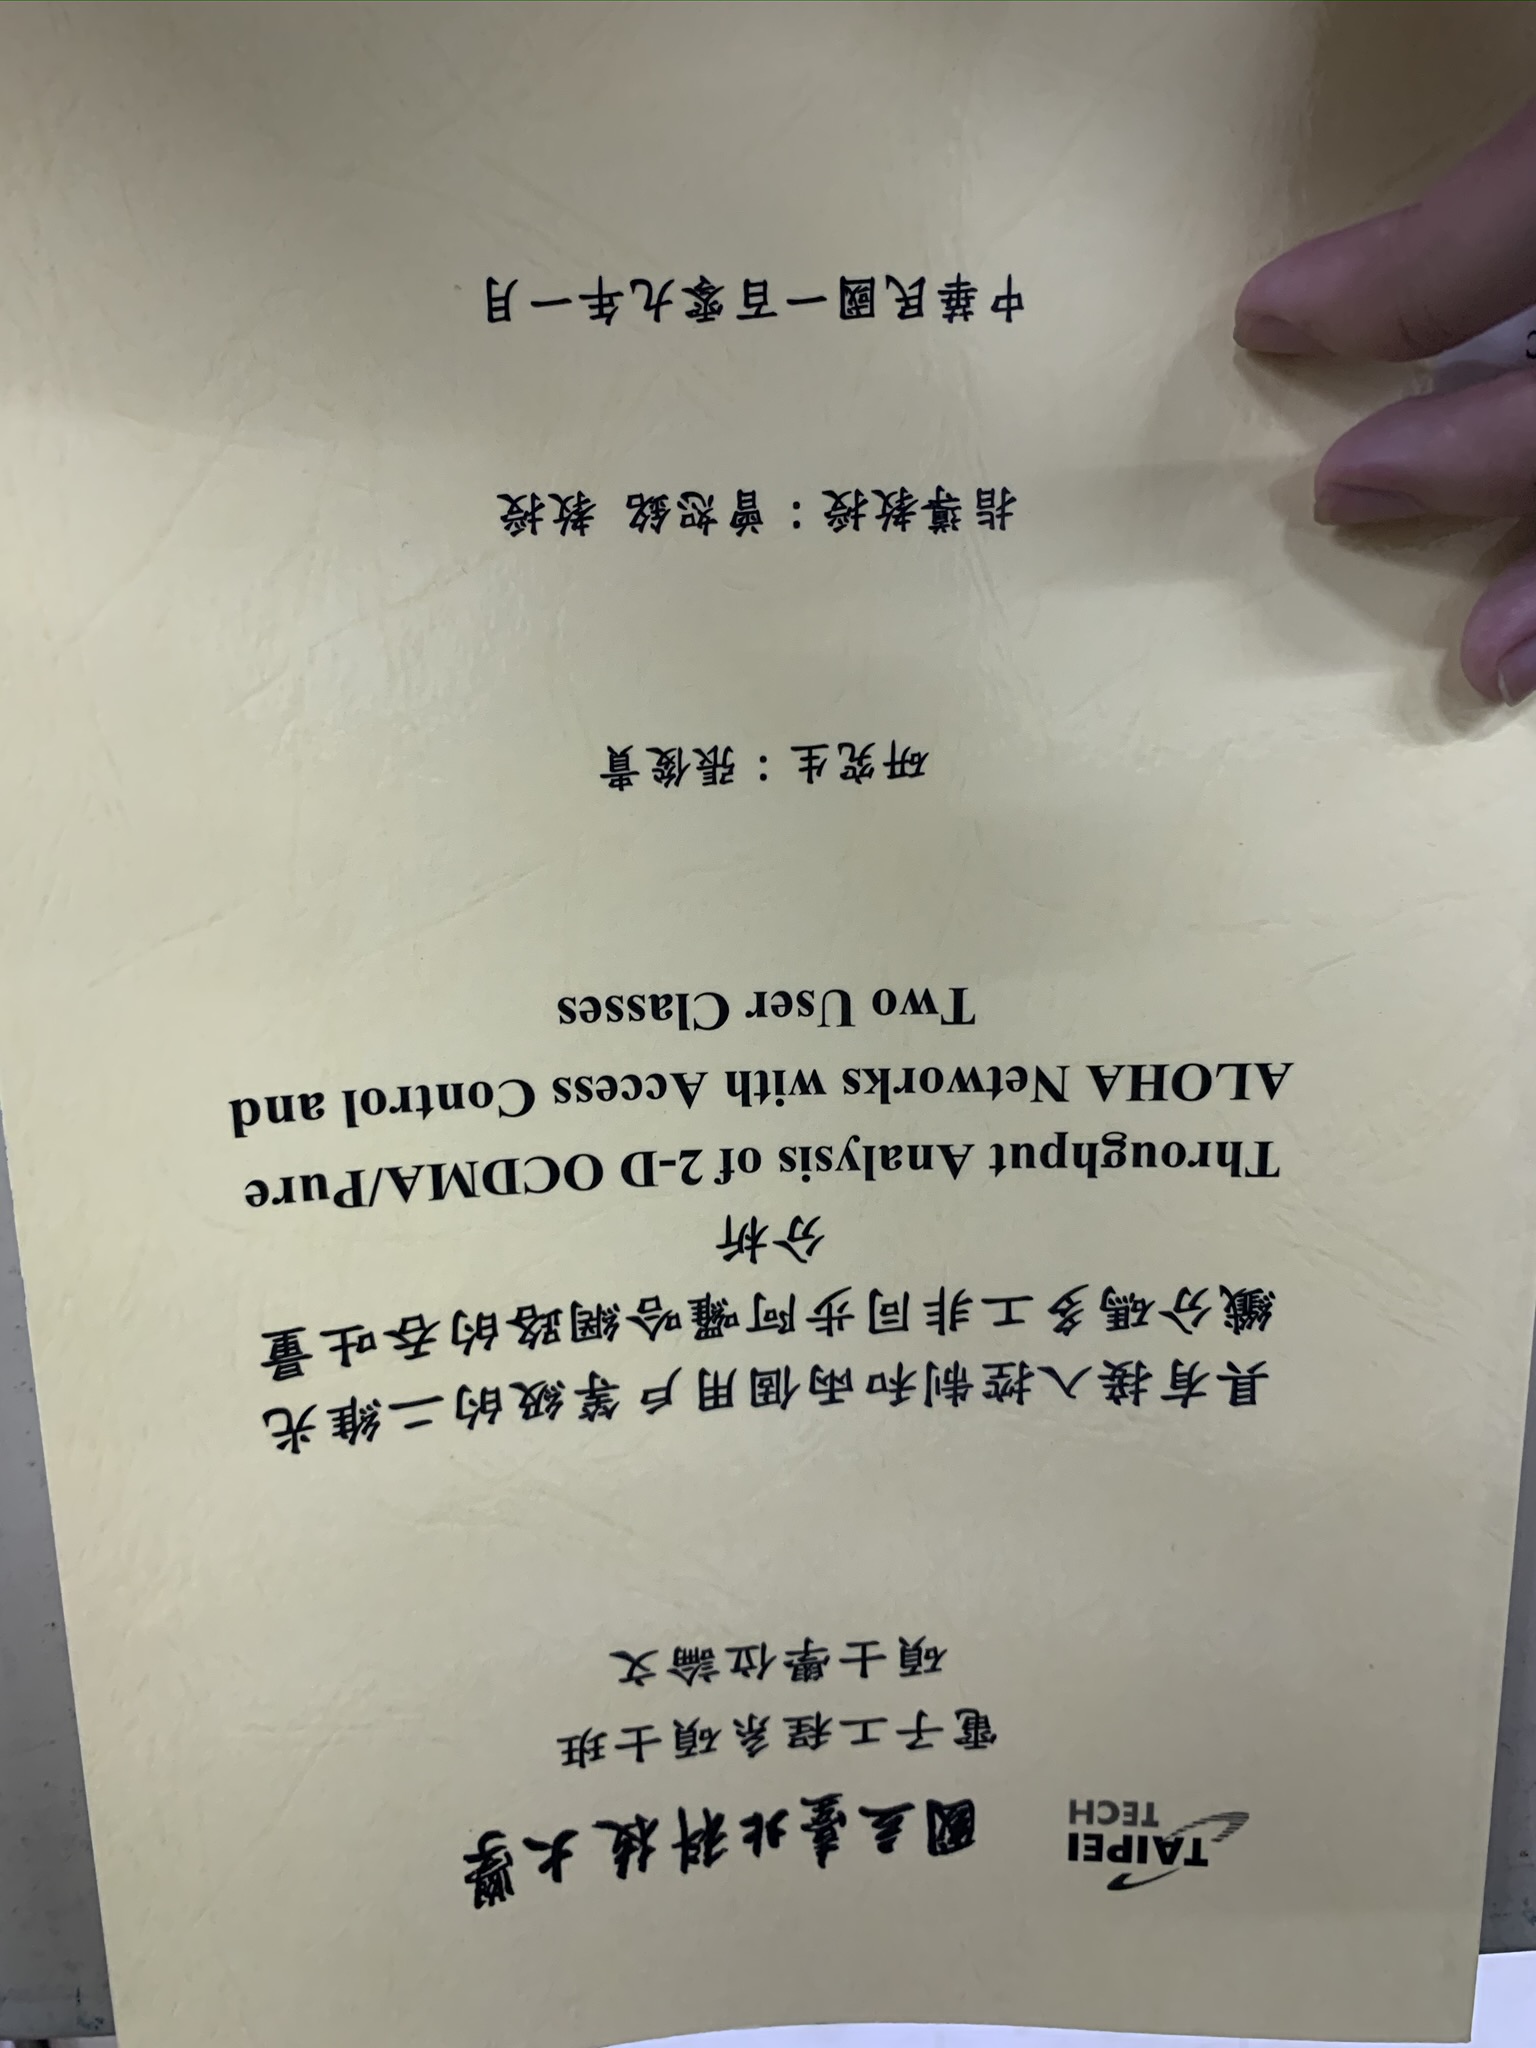 TAIPEI
TECH
國立臺北科技大學
電子工程系碩士班
碩士學位論文
具有接入控制和兩個用戶等級的二維光
纖分碼多工非同步阿囉哈網路的吞吐量
分析
Throughput Analysis of 2-D OCDMA/Pure
ALOHA Networks with Access Control and
Two User Classes
研究生：張俊貴
指導教授：曾恕銘 教授
中華民國一百零九年一月